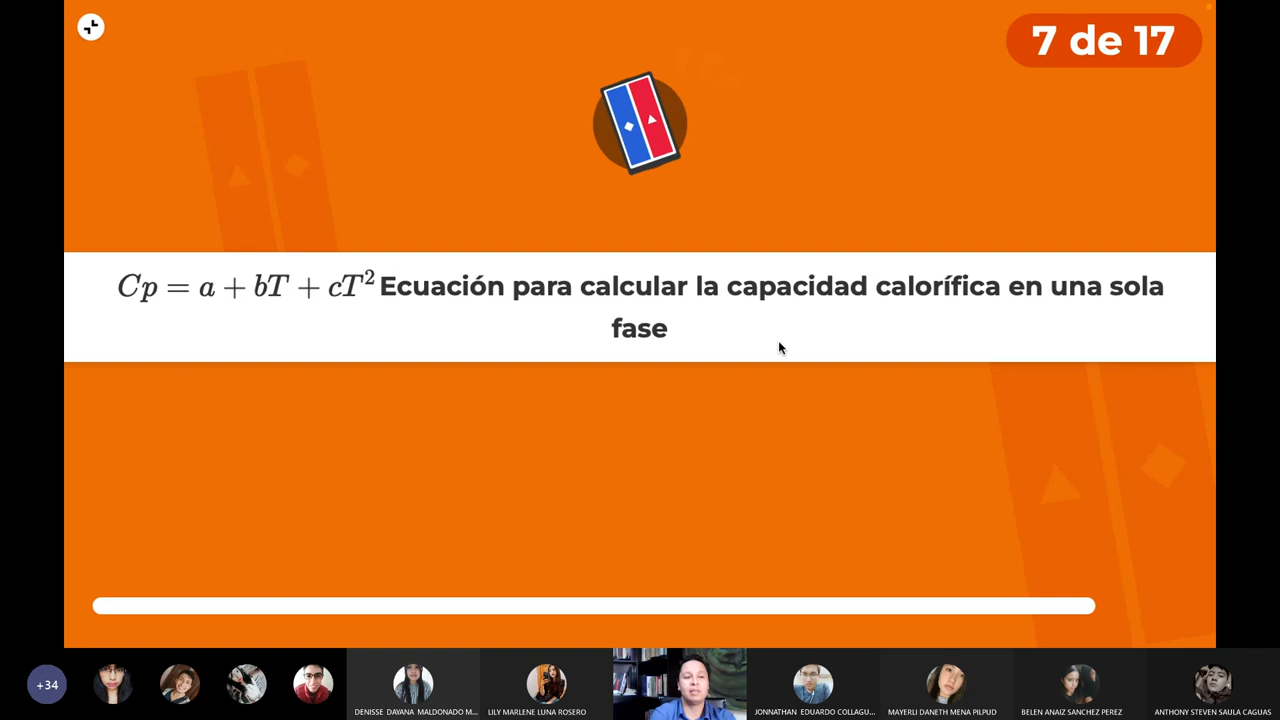 7 de 17
Cp = a + bT + cT² Ecuación para calcular la capacidad calorífica en una sola
fase
+34
DENISSE DAYANA MALDONADO M...
LILY MARLENE LUNA ROSERO
JONNATHAN EDUARDO COLLAGU...
MAYERLI DANETH MENA PILPUD
BELEN ANAIZ SANCHEZ PEREZ
ANTHONY STEVEN SAULA CAGUAS